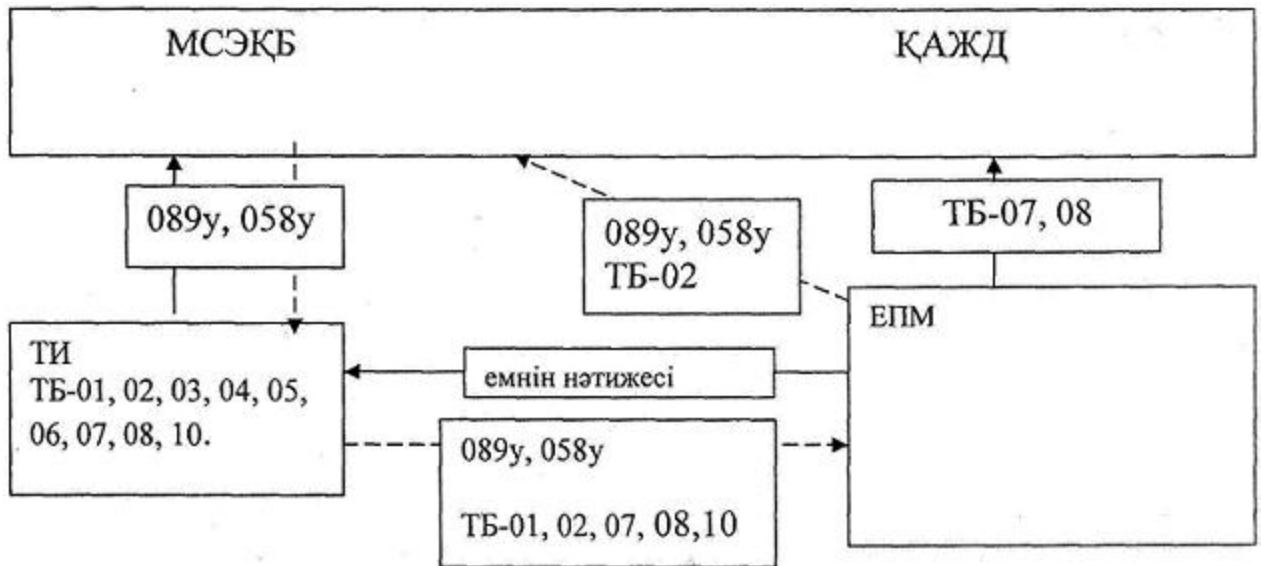 МСЭҚБ ҚАЖД
089у, 058у
089у, 058у
ТБ-02
ТБ-07, 08
ТИ
ТБ-01, 02, 03, 04, 05,
06, 07, 08, 10.
емнін нәтижесі
ЕПМ
089у, 058у
ТБ-01, 02, 07, 08,10